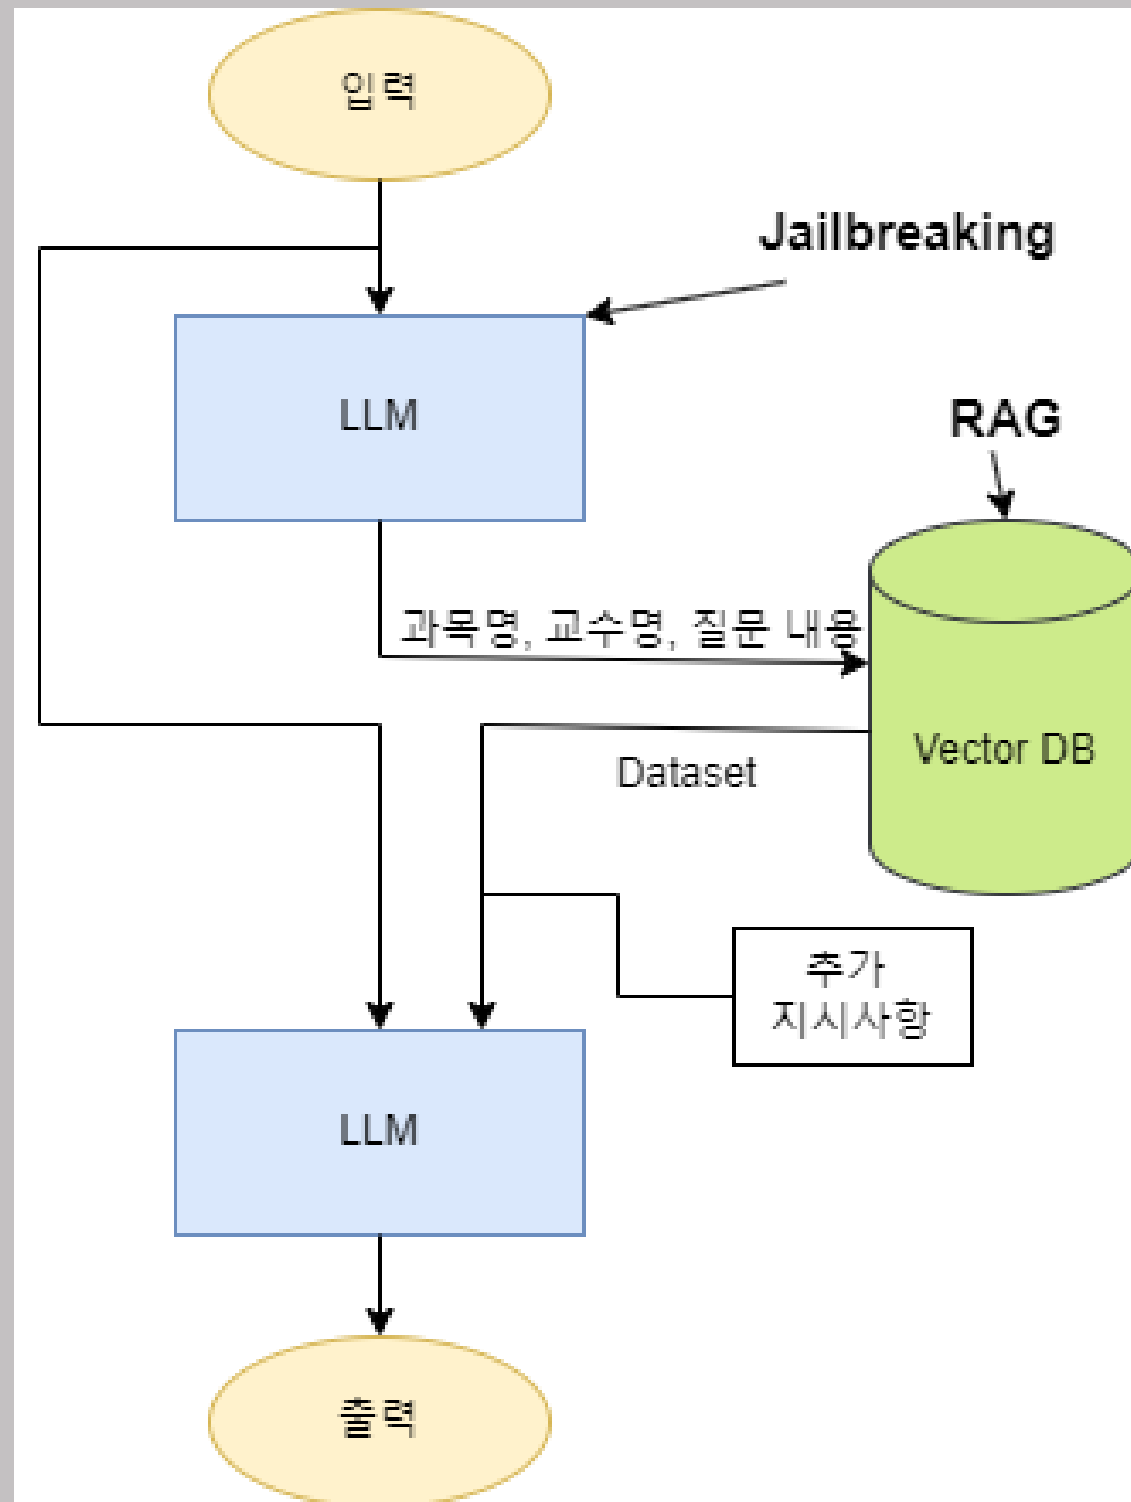 입력
Jailbreaking
LLM
RAG
과목명, 교수명, 질문 내용
Vector DB
Dataset
추가
지시사항
LLM
출력